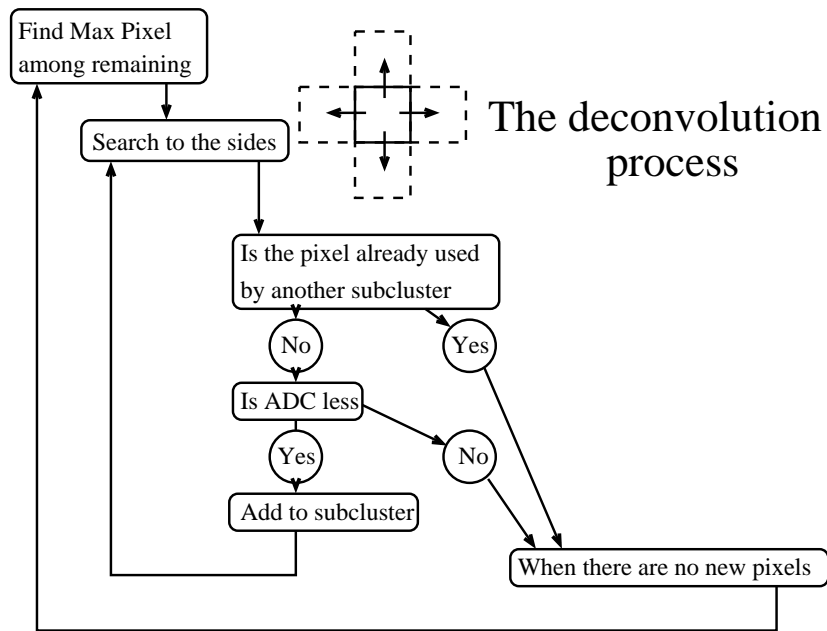 Find Max Pixel
among remaining
Search to the sides
The deconvolution
process
Is the pixel already used
by another subcluster
No
Yes
Is ADC less
Yes
No
Add to subcluster
When there are no new pixels